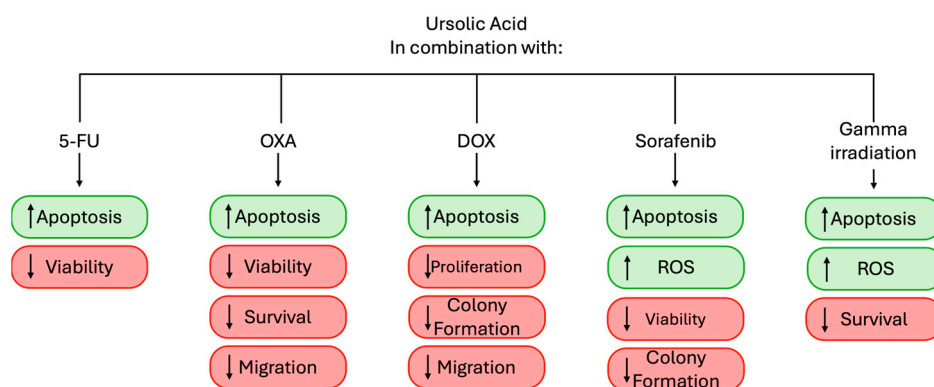 Ursolic Acid
In combination with:
5-FU
OXA
DOX
Sorafenib
Gamma
irradiation
↑Apoptosis
↓ Viability
↑Apoptosis
↓ Viability
↓ Survival
↓ Migration
↑Apoptosis
↓Proliferation
↓ Colony
Formation
↓ Migration
↑Apoptosis
↑ ROS
↓ Viability
↓ Colony
Formation
↑Apoptosis
↑ ROS
↓ Survival